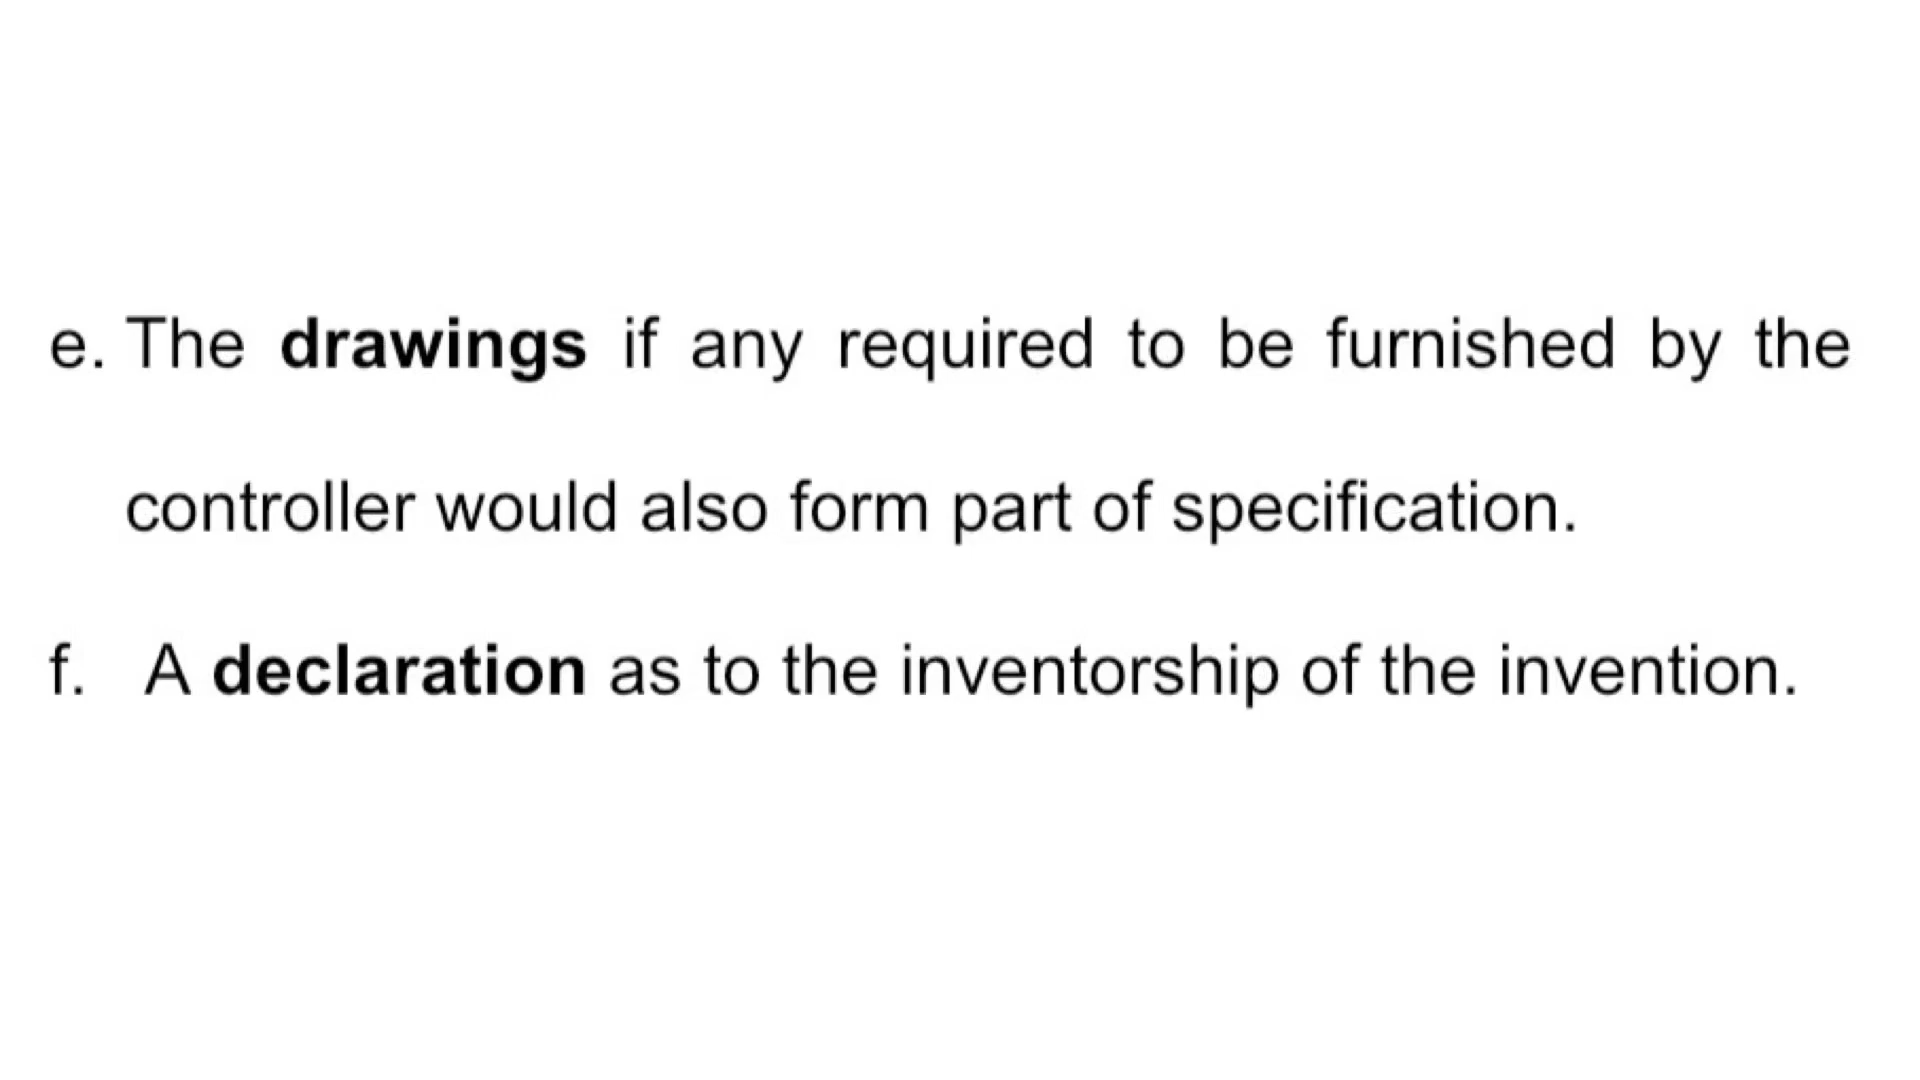 e. The drawings if any required to be furnished by the
controller would also form part of specification.
f. A declaration as to the inventorship of the invention.